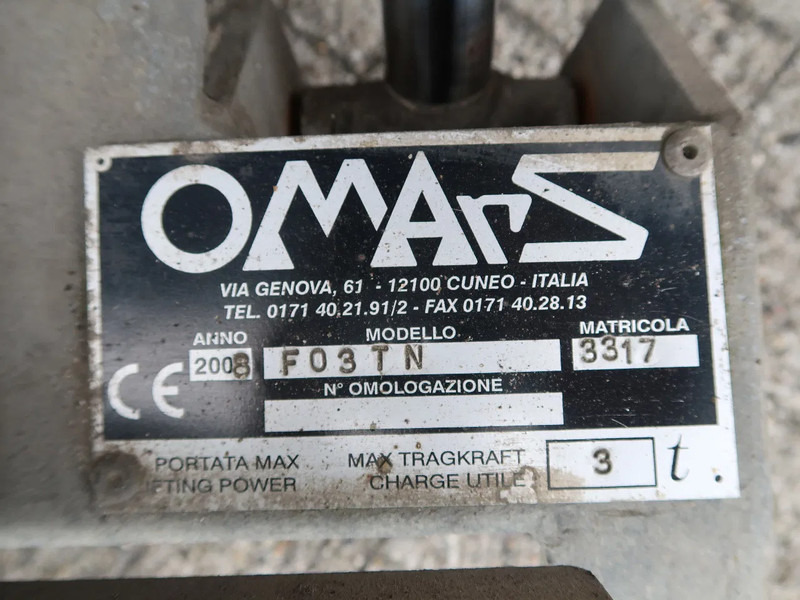 OMArS
VIA GENOVA, 61 - 12100 CUNEO - ITALIA
TEL. 0171 40.21.91/2 - FAX 0171 40.28.13
ANNO MODELLO MATRICOLA
2008 F03TN 3317
CE
N° OMOLOGAZIONE
PORTATA MAX MAX TRAGKRAFT 3 t.
POWER CHARGE UTILE